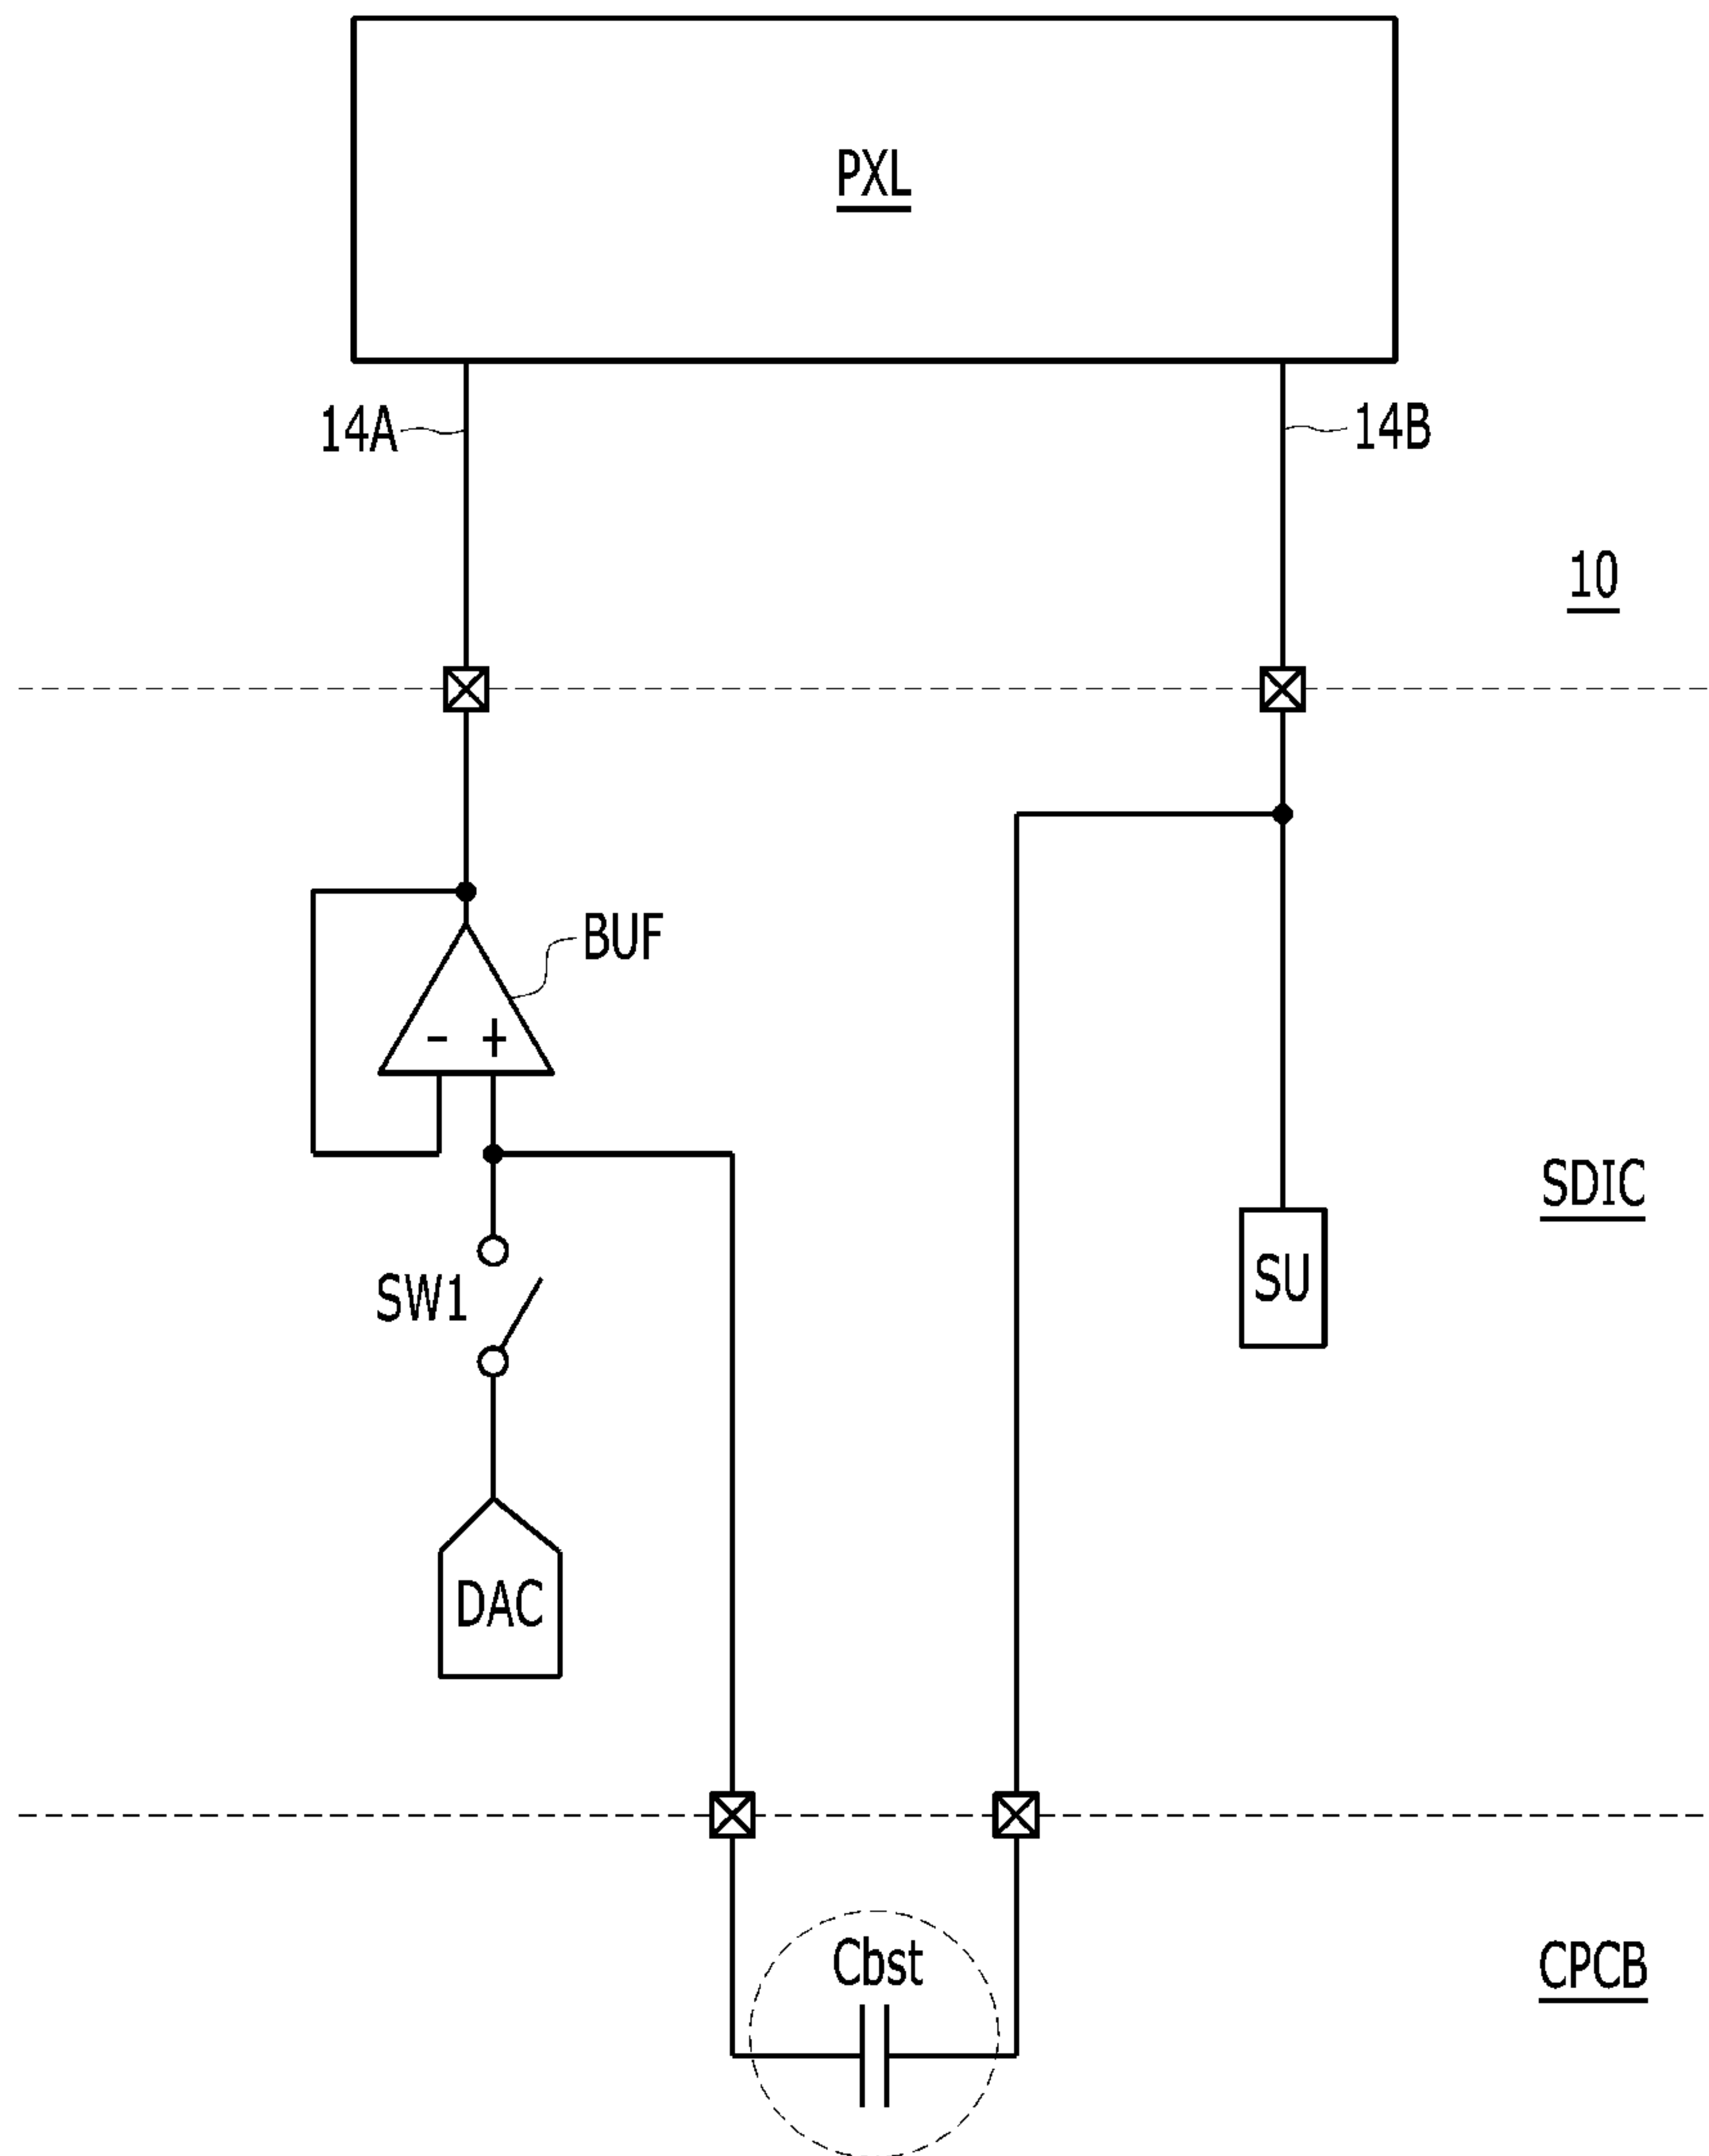 PXL
14A
14B
10
BUF
- +
SDIC
SW1
SU
DAC
Cbst
CPCB